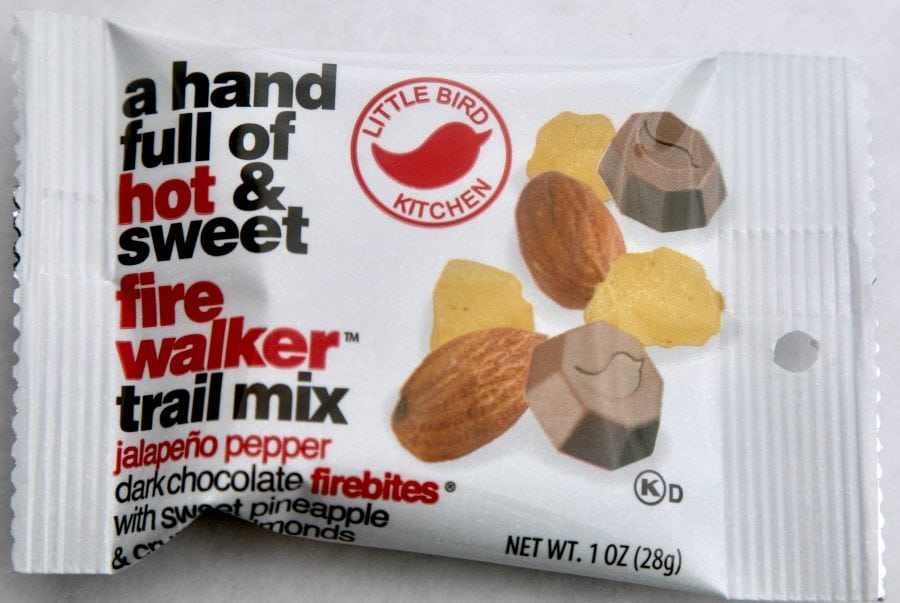 a hand
full of
hot &
sweet
fire
walker™
trail mix
jalapeño pepper
dark chocolate firebites®
with sweet pineapple
&
LITTLE BIRD
KITCHEN
K D
NET WT. 1 OZ (28g)